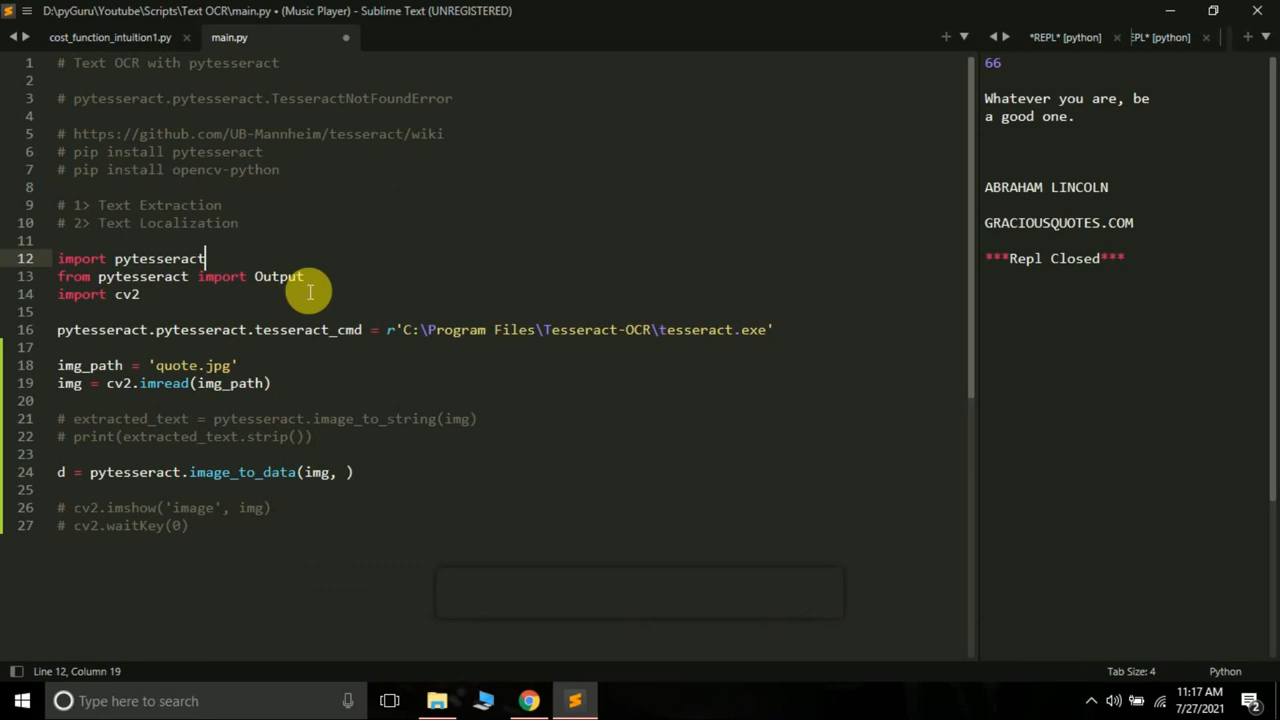 D:\pyGuru\Youtube\Scripts\Text OCR\main.py • (Music Player) - Sublime Text (UNREGISTERED)
cost_function_intuition1.py
main.py
*REPL* [python]
EPL* [python]
1 # Text OCR with pytesseract
2
3 # pytesseract.pytesseract.TesseractNotFoundError
4
5 # https://github.com/UB-Mannheim/tesseract/wiki
6 # pip install pytesseract
7 # pip install opencv-python
8
9 # 1> Text Extraction
10 # 2> Text Localization
11
12 import pytesseract
13 from pytesseract import Output
14 import cv2
15
16 pytesseract.pytesseract.tesseract_cmd = r'C:\Program Files\Tesseract-OCR\tesseract.exe'
17
18 img_path = 'quote.jpg'
19 img = cv2.imread(img_path)
20
21 # extracted_text = pytesseract.image_to_string(img)
22 # print(extracted_text.strip())
23
24 d = pytesseract.image_to_data(img, )
25
26 # cv2.imshow('image', img)
27 # cv2.waitKey(0)
66
Whatever you are, be
a good one.
ABRAHAM LINCOLN
GRACIOUSQUOTES.COM
***Repl Closed***
Line 12, Column 19
Tab Size: 4
Python
Type here to search
11:17 AM
7/27/2021
2